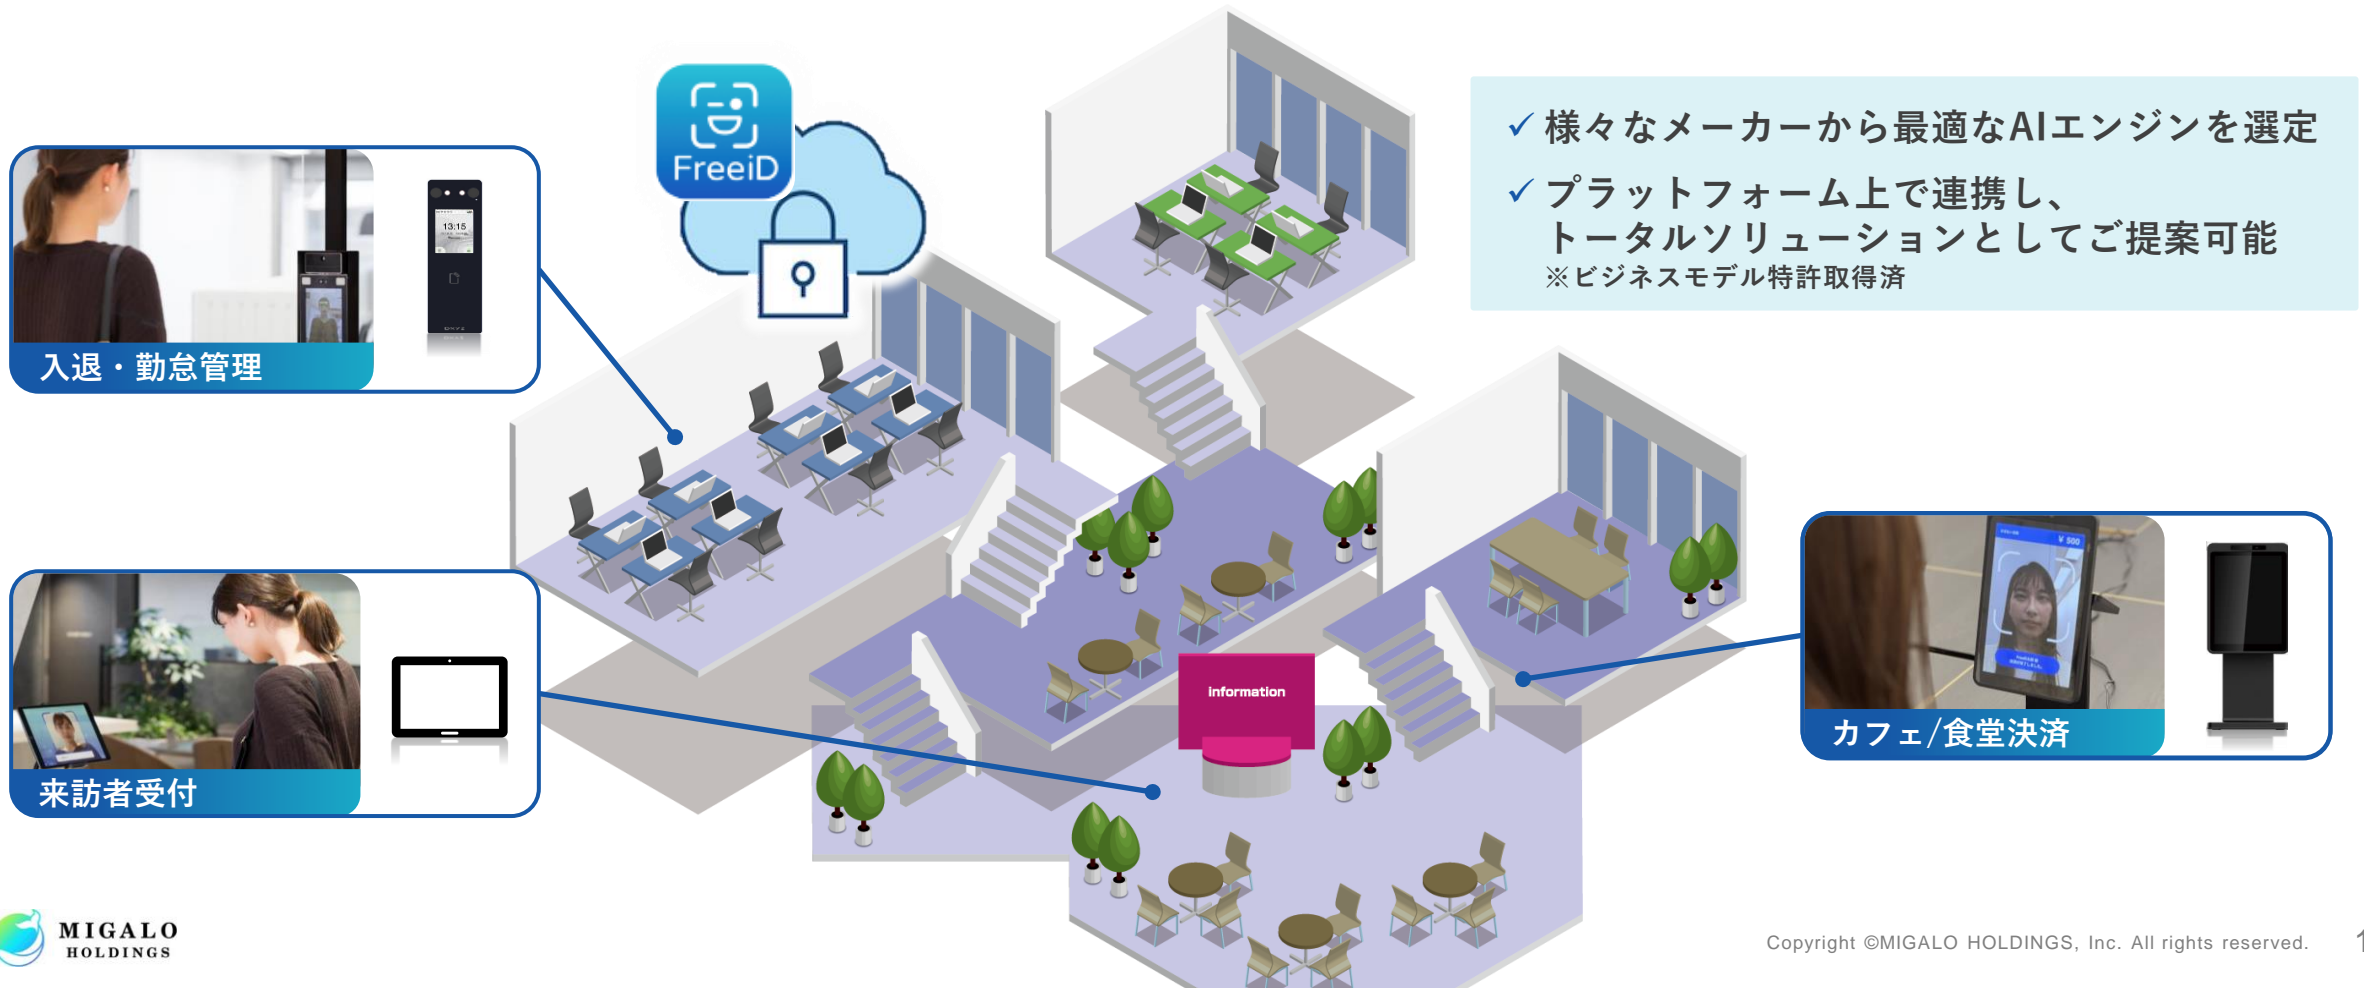 FreeiD
✓ 様々なメーカーから最適なAIエンジンを選定
✓ プラットフォーム上で連携し、
トータルソリューションとしてご提案可能
※ビジネスモデル特許取得済
13:15
入退・勤怠管理
来訪者受付
information
¥ 500
カフェ/食堂決済
MIGALO
HOLDINGS
Copyright ©MIGALO HOLDINGS, Inc. All rights reserved.